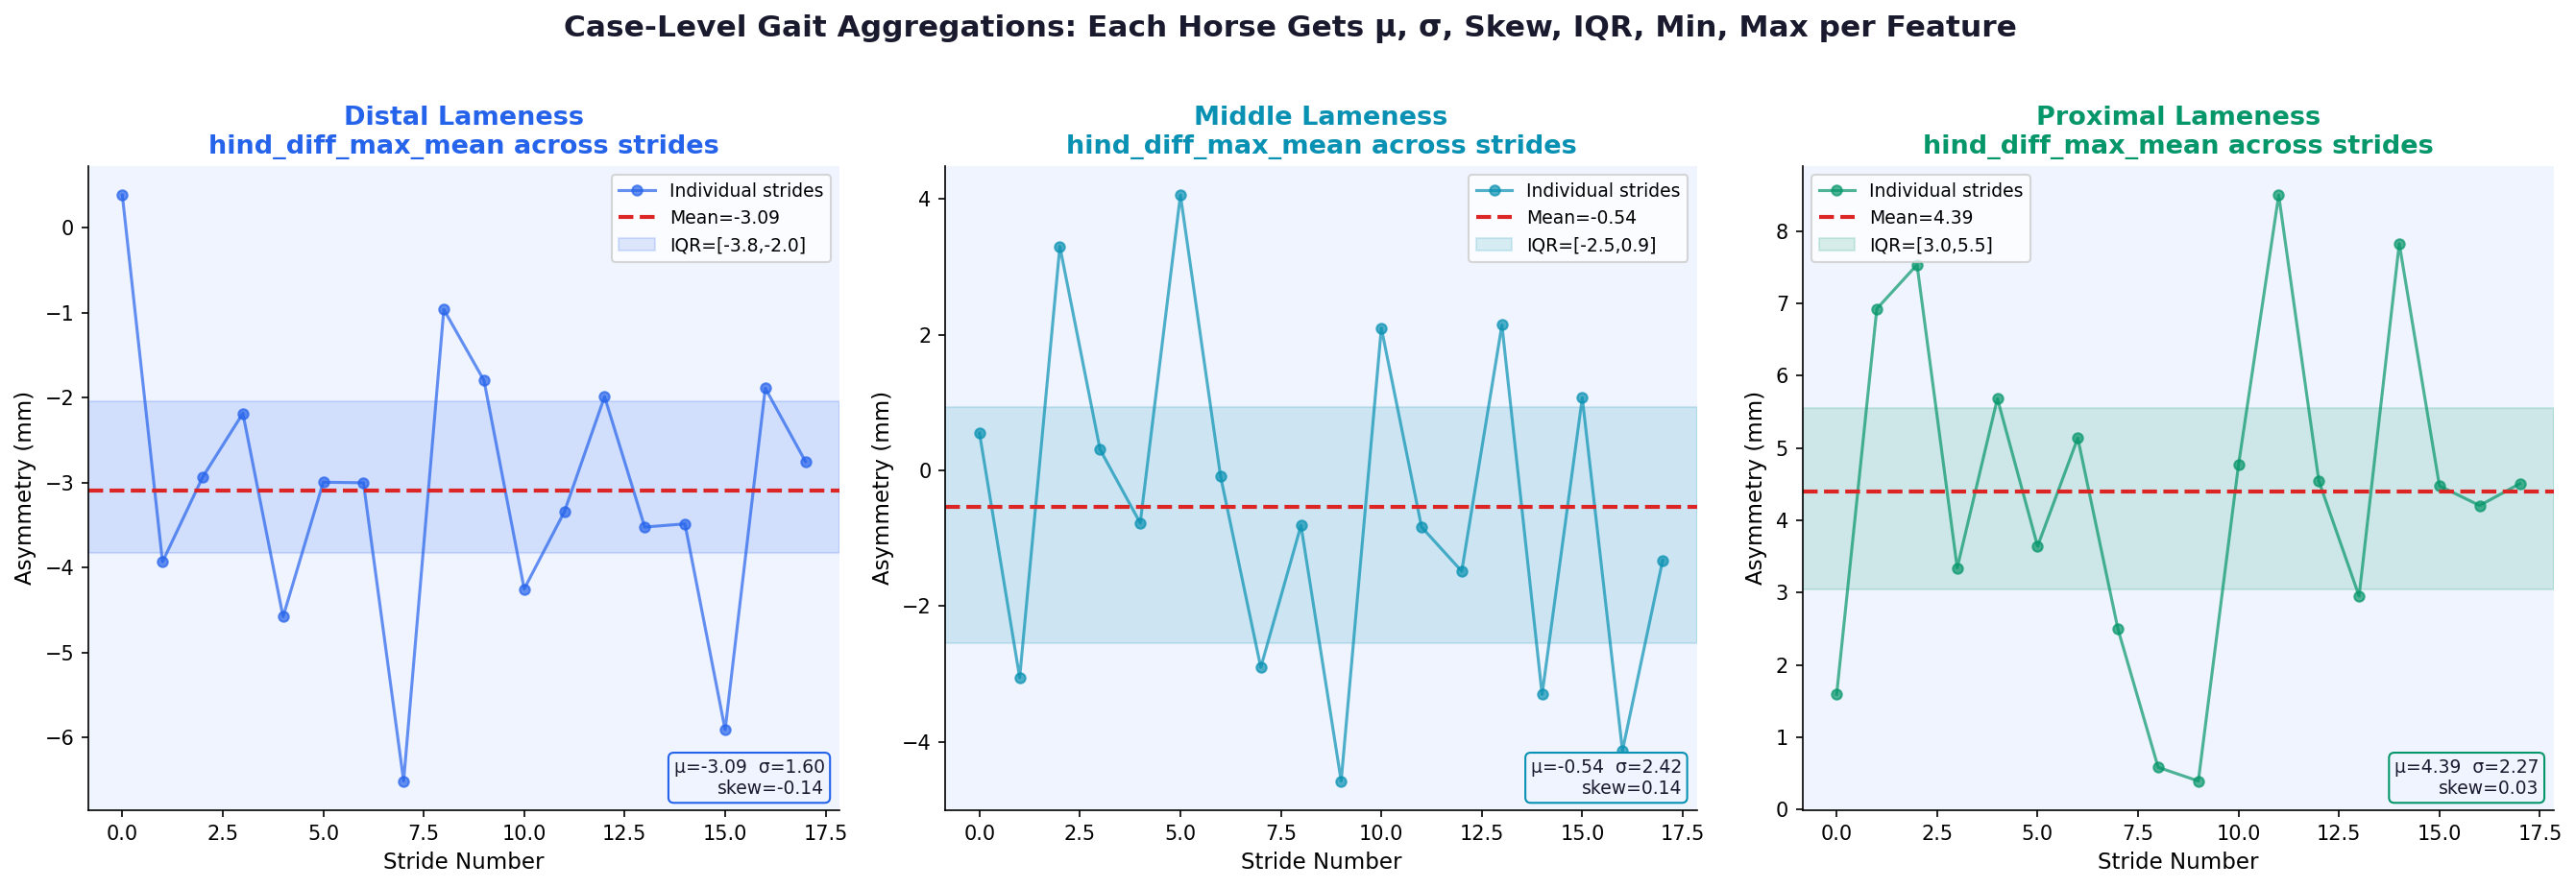 Case-Level Gait Aggregations: Each Horse Gets μ, σ, Skew, IQR, Min, Max per Feature
Distal Lameness
hind_diff_max_mean across strides
Individual strides
Mean=-3.09
IQR=[-3.8,-2.0]
Asymmetry (mm)
0
−1
−2
−3
−4
−5
−6
μ=-3.09 σ=1.60
skew=-0.14
0.0 2.5 5.0 7.5 10.0 12.5 15.0 17.5
Stride Number
Middle Lameness
hind_diff_max_mean across strides
Individual strides
Mean=-0.54
IQR=[-2.5,0.9]
Asymmetry (mm)
4
2
0
−2
−4
μ=-0.54 σ=2.42
skew=0.14
0.0 2.5 5.0 7.5 10.0 12.5 15.0 17.5
Stride Number
Proximal Lameness
hind_diff_max_mean across strides
Individual strides
Mean=4.39
IQR=[3.0,5.5]
Asymmetry (mm)
8
7
6
5
4
3
2
1
0
μ=4.39 σ=2.27
skew=0.03
0.0 2.5 5.0 7.5 10.0 12.5 15.0 17.5
Stride Number